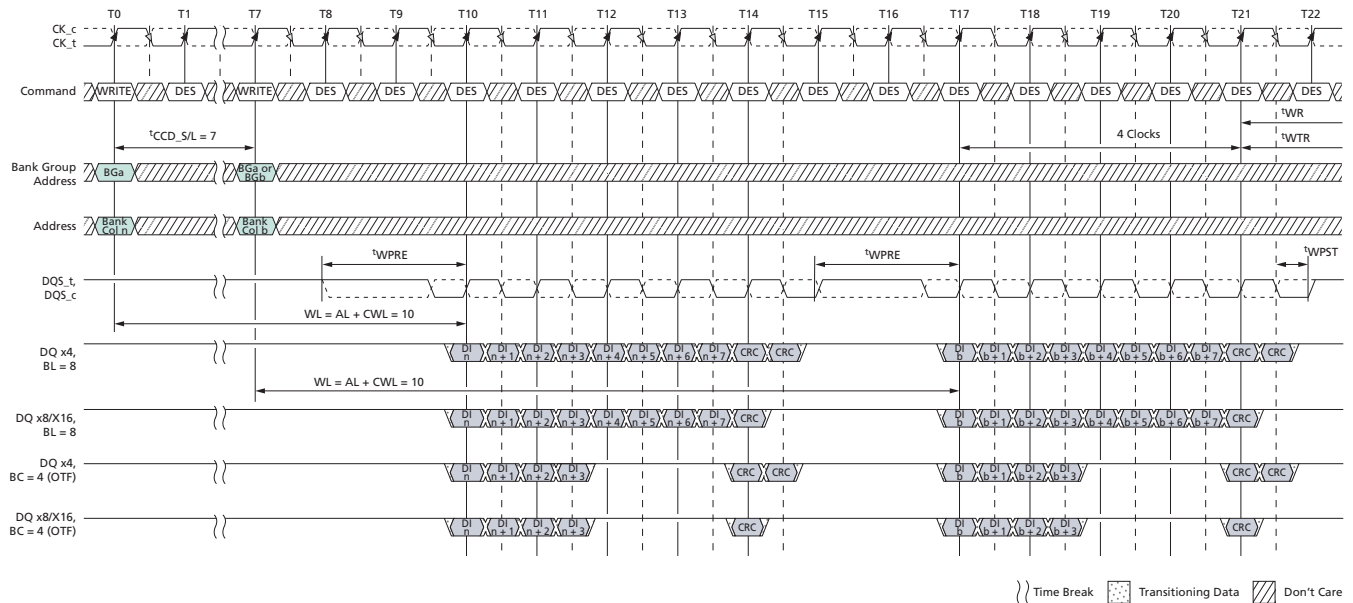 T0 T1 T7 T8 T9 T10 T11 T12 T13 T14 T15 T16 T17 T18 T19 T20 T21 T22
CK_c
CK_t
Command WRITE DES WRITE DES DES DES DES DES DES DES DES DES DES DES DES DES DES DES
tWR
tCCD_S/L = 7
4 Clocks
tWTR
Bank Group
Address
BGa
BGa or
BGb
Address
Bank
Col n
Bank
Col b
tWPRE
tWPRE
tWPST
DQS_t,
DQS_c
WL = AL + CWL = 10
DQ x4,
BL = 8
DI n DI n + 1 DI n + 2 DI n + 3 DI n + 4 DI n + 5 DI n + 6 DI n + 7 CRC CRC DI b DI b + 1 DI b + 2 DI b + 3 DI b + 4 DI b + 5 DI b + 6 DI b + 7 CRC CRC
WL = AL + CWL = 10
DQ x8/X16,
BL = 8
DI n DI n + 1 DI n + 2 DI n + 3 DI n + 4 DI n + 5 DI n + 6 DI n + 7 CRC DI b DI b + 1 DI b + 2 DI b + 3 DI b + 4 DI b + 5 DI b + 6 DI b + 7 CRC
DQ x4,
BC = 4 (OTF)
DI n DI n + 1 DI n + 2 DI n + 3 CRC CRC DI b DI b + 1 DI b + 2 DI b + 3 CRC CRC
DQ x8/X16,
BC = 4 (OTF)
DI n DI n + 1 DI n + 2 DI n + 3 CRC DI b DI b + 1 DI b + 2 DI b + 3 CRC
Time Break Transitioning Data Don't Care